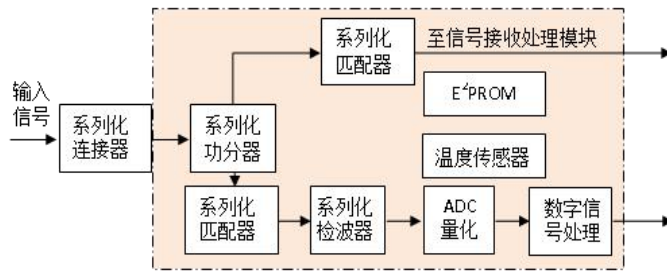 系列化
匹配器
至信号接收处理模块
E²PROM
输入
信号
系列化
连接器
系列化
功分器
温度传感器
系列化
匹配器
系列化
检波器
ADC
量化
数字信
号处理